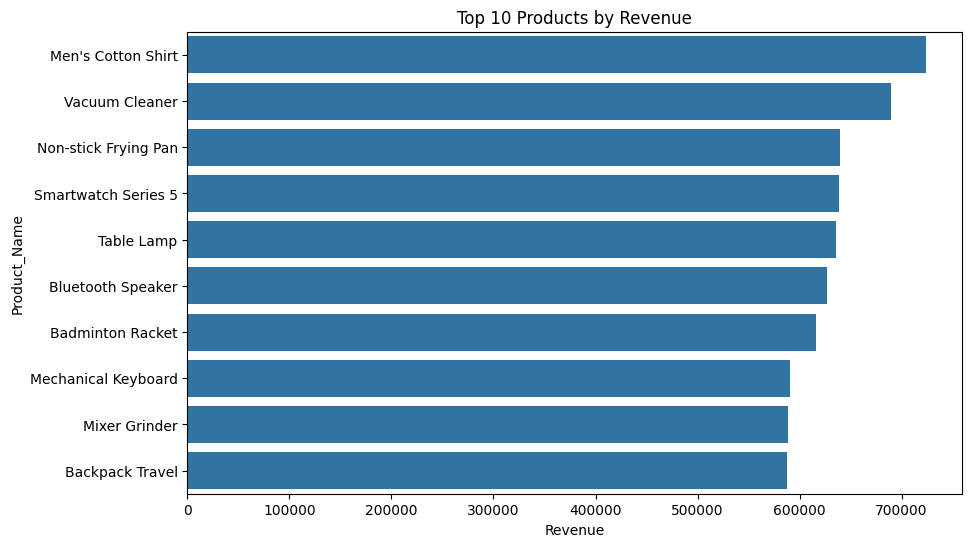 Top 10 Products by Revenue
Product_Name
Men's Cotton Shirt
Vacuum Cleaner
Non-stick Frying Pan
Smartwatch Series 5
Table Lamp
Bluetooth Speaker
Badminton Racket
Mechanical Keyboard
Mixer Grinder
Backpack Travel
0 100000 200000 300000 400000 500000 600000 700000
Revenue